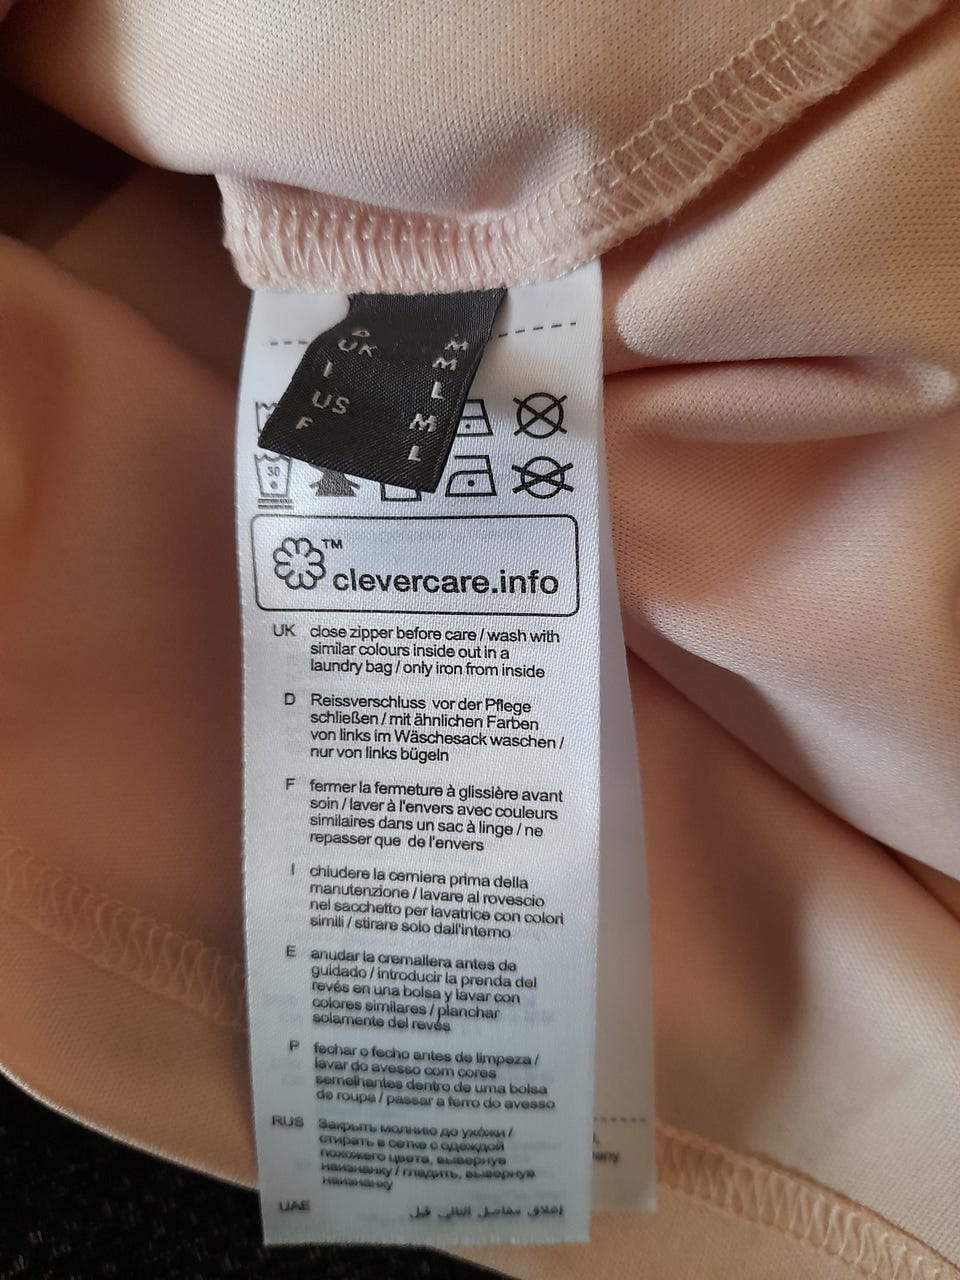 UK M
M
I L
US M
F L
30
TM
clevercare.info
UK close zipper before care / wash with
similar colours inside out in a
laundry bag / only iron from inside
D Reissverschluss vor der Pflege
schließen / mit ähnlichen Farben
von links im Wäschesack waschen /
nur von links bügeln
F fermer la fermeture à glissière avant
soin / laver à l'envers avec couleurs
similaires dans un sac à linge / ne
repasser que de l'envers
I chiudere la cerniera prima della
manutenzione / lavare al rovescio
nel sacchetto per lavatrice con colori
simili / stirare solo dall'interno
E anudar la cremallera antes de
guidado / introducir la prenda del
revés en una bolsa y lavar con
colores similares / planchar
solamente del revés
P fechar o fecho antes de limpeza /
lavar do avesso com cores
semelhantes dentro de uma bolsa
de roupa / passar a ferro do avesso
RUS Закрыть молнию до ухожи /
стирать в сетке с одеждой
похожего цвета, вывернув
наизнанку / гладить, вывернув
наизнанку
UAE إغلاق مفاصل التالي قبل